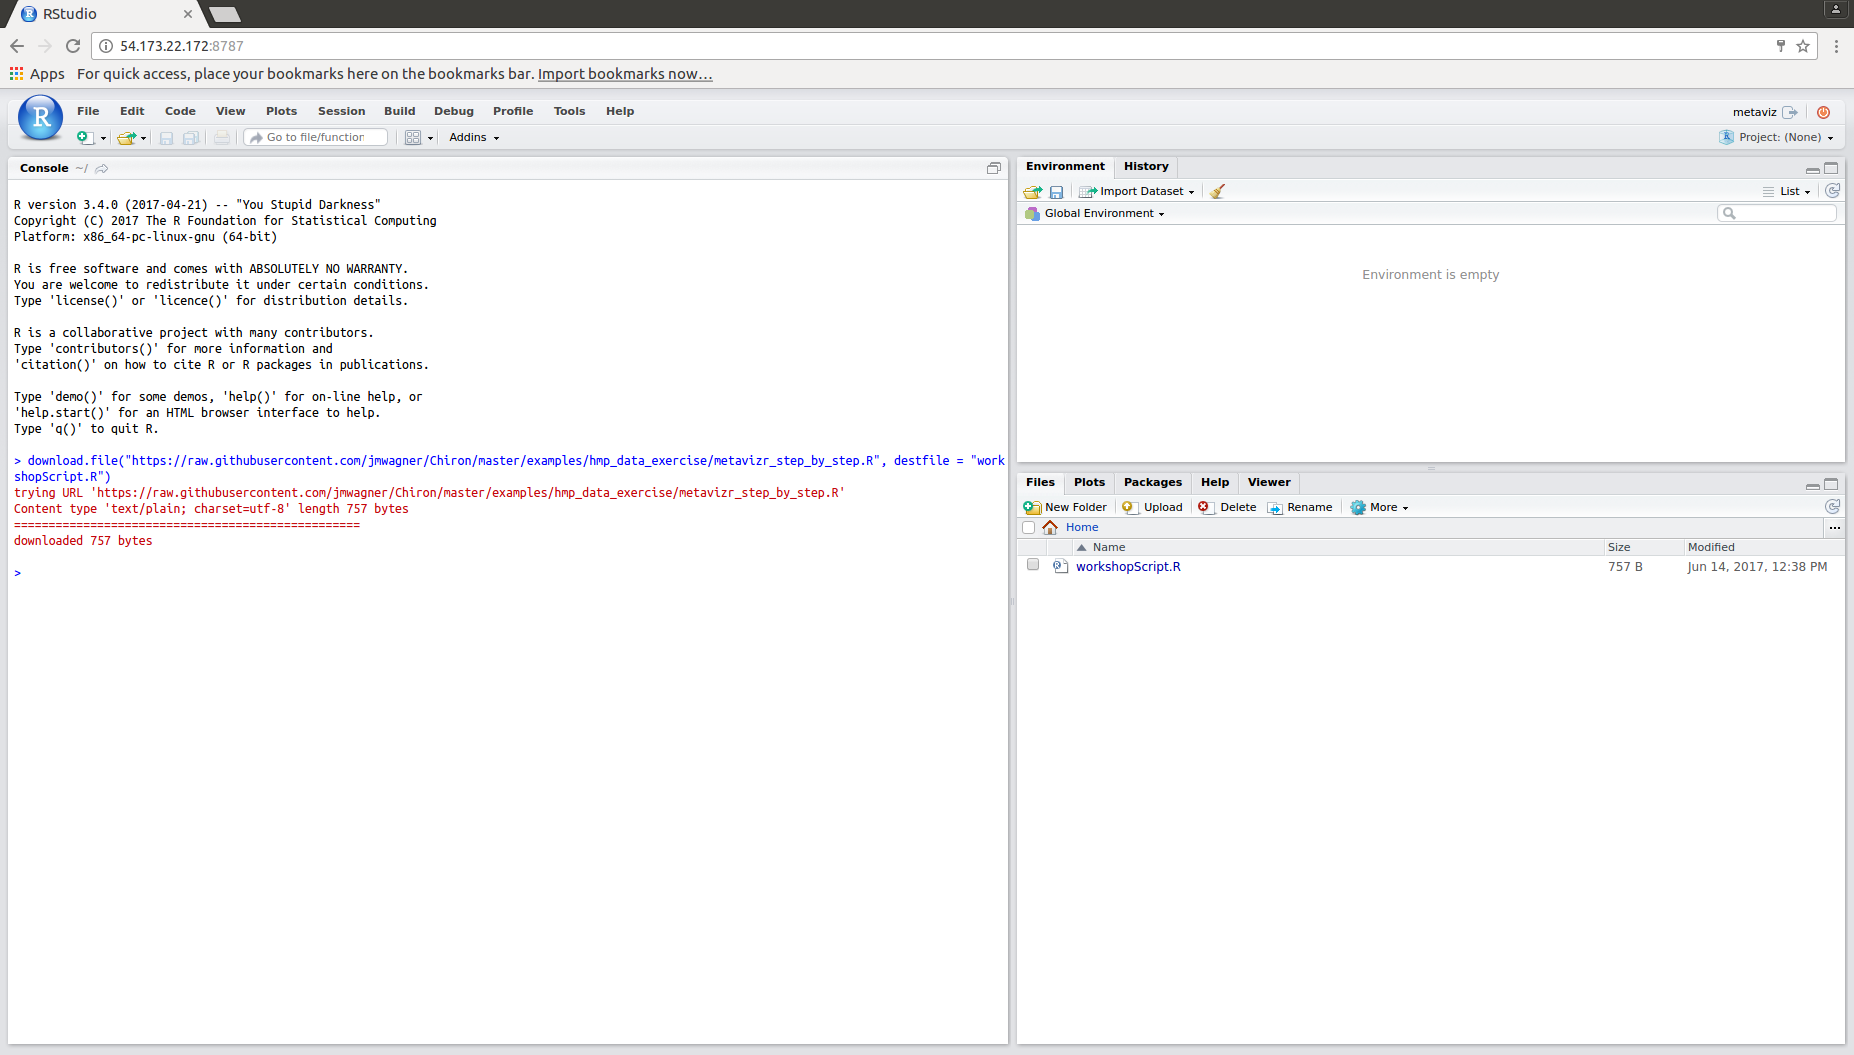 RStudio
54.173.22.172:8787
Apps For quick access, place your bookmarks here on the bookmarks bar. Import bookmarks now...
R
File Edit Code View Plots Session Build Debug Profile Tools Help
metaviz
Go to file/function
Addins
Project: (None)
Console ~/
R version 3.4.0 (2017-04-21) -- "You Stupid Darkness"
Copyright (C) 2017 The R Foundation for Statistical Computing
Platform: x86_64-pc-linux-gnu (64-bit)
R is free software and comes with ABSOLUTELY NO WARRANTY.
You are welcome to redistribute it under certain conditions.
Type 'license()' or 'licence()' for distribution details.
R is a collaborative project with many contributors.
Type 'contributors()' for more information and
'citation()' on how to cite R or R packages in publications.
Type 'demo()' for some demos, 'help()' for on-line help, or
'help.start()' for an HTML browser interface to help.
Type 'q()' to quit R.
> download.file("https://raw.githubusercontent.com/jmwagner/Chiron/master/examples/hmp_data_exercise/metavizr_step_by_step.R", destfile = "work
shopScript.R")
trying URL 'https://raw.githubusercontent.com/jmwagner/Chiron/master/examples/hmp_data_exercise/metavizr_step_by_step.R'
Content type 'text/plain; charset=utf-8' length 757 bytes
==================================================
downloaded 757 bytes
>
Environment History
Import Dataset
List
Global Environment
Environment is empty
Files Plots Packages Help Viewer
New Folder Upload Delete Rename More
Home
...
Name Size Modified
workshopScript.R 757 B Jun 14, 2017, 12:38 PM